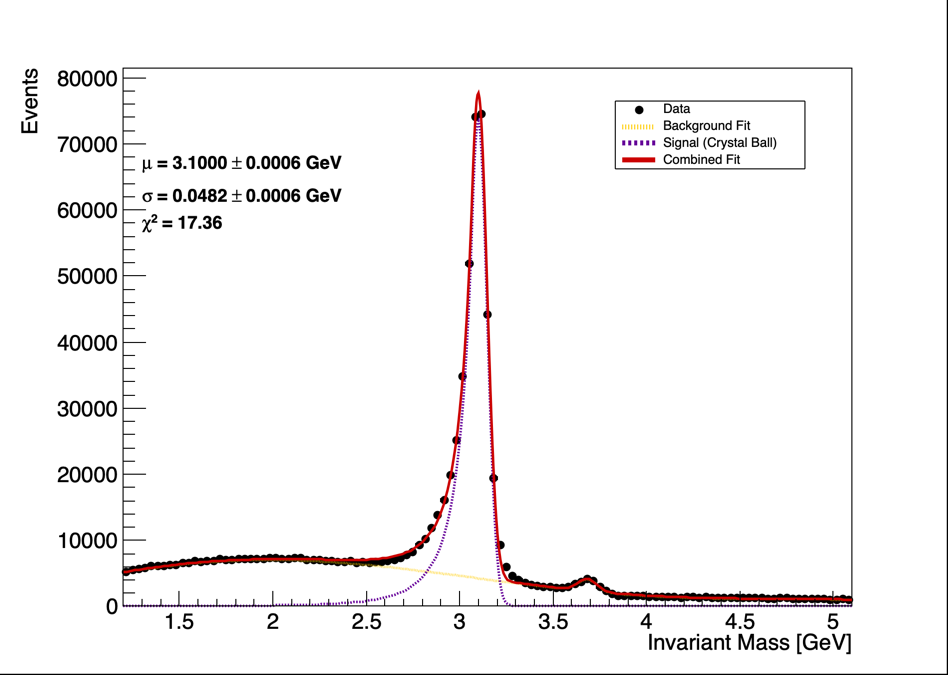 Events
80000
70000
60000
50000
40000
30000
20000
10000
0
μ = 3.1000 ± 0.0006 GeV
σ = 0.0482 ± 0.0006 GeV
χ² = 17.36
Data
Background Fit
Signal (Crystal Ball)
Combined Fit
1.5 2 2.5 3 3.5 4 4.5 5
Invariant Mass [GeV]